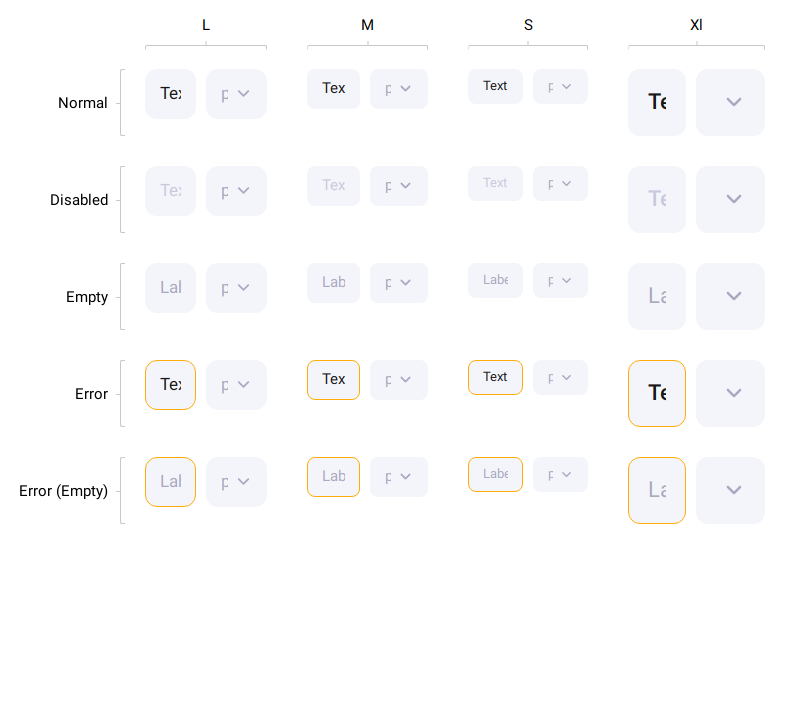 L M S Xl
Normal Tex p Tex p Text p Te
Disabled Tex p Tex p Text p Te
Empty Lal p Lab p Labe p La
Error Tex p Tex p Text p Te
Error (Empty) Lal p Lab p Labe p La